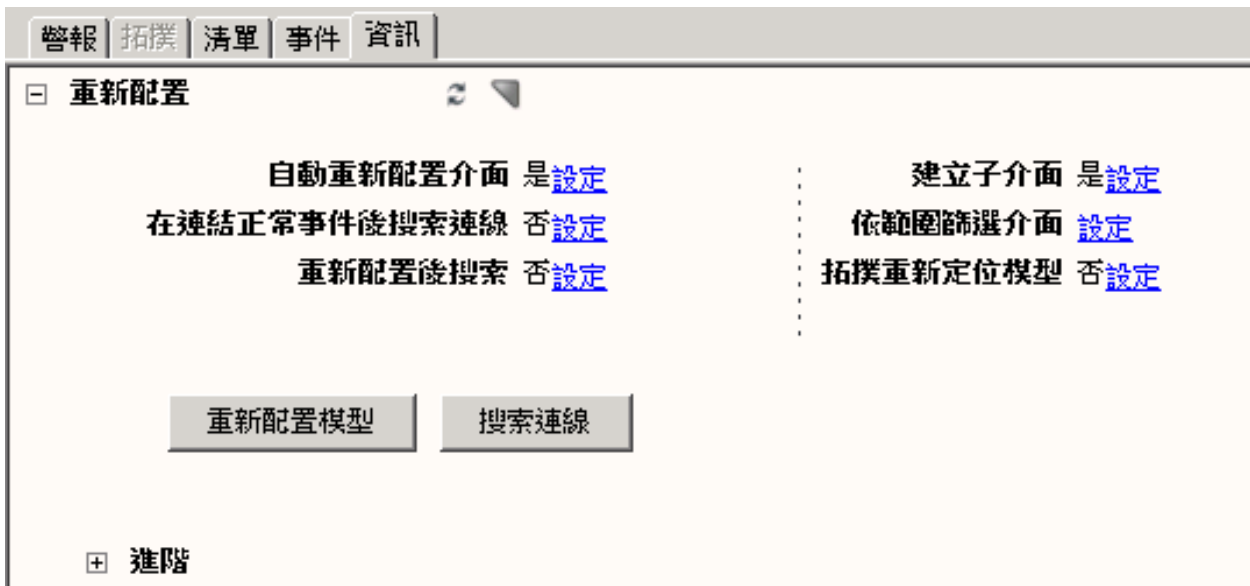 警報 拓撲 清單 事件 資訊
重新配置
自動重新配置介面 是設定 建立子介面 是設定
在連結正常事件後搜索連線 否設定 依範圍篩選介面 設定
重新配置後搜索 否設定 拓撲重新定位模型 否設定
重新配置模型 搜索連線
進階